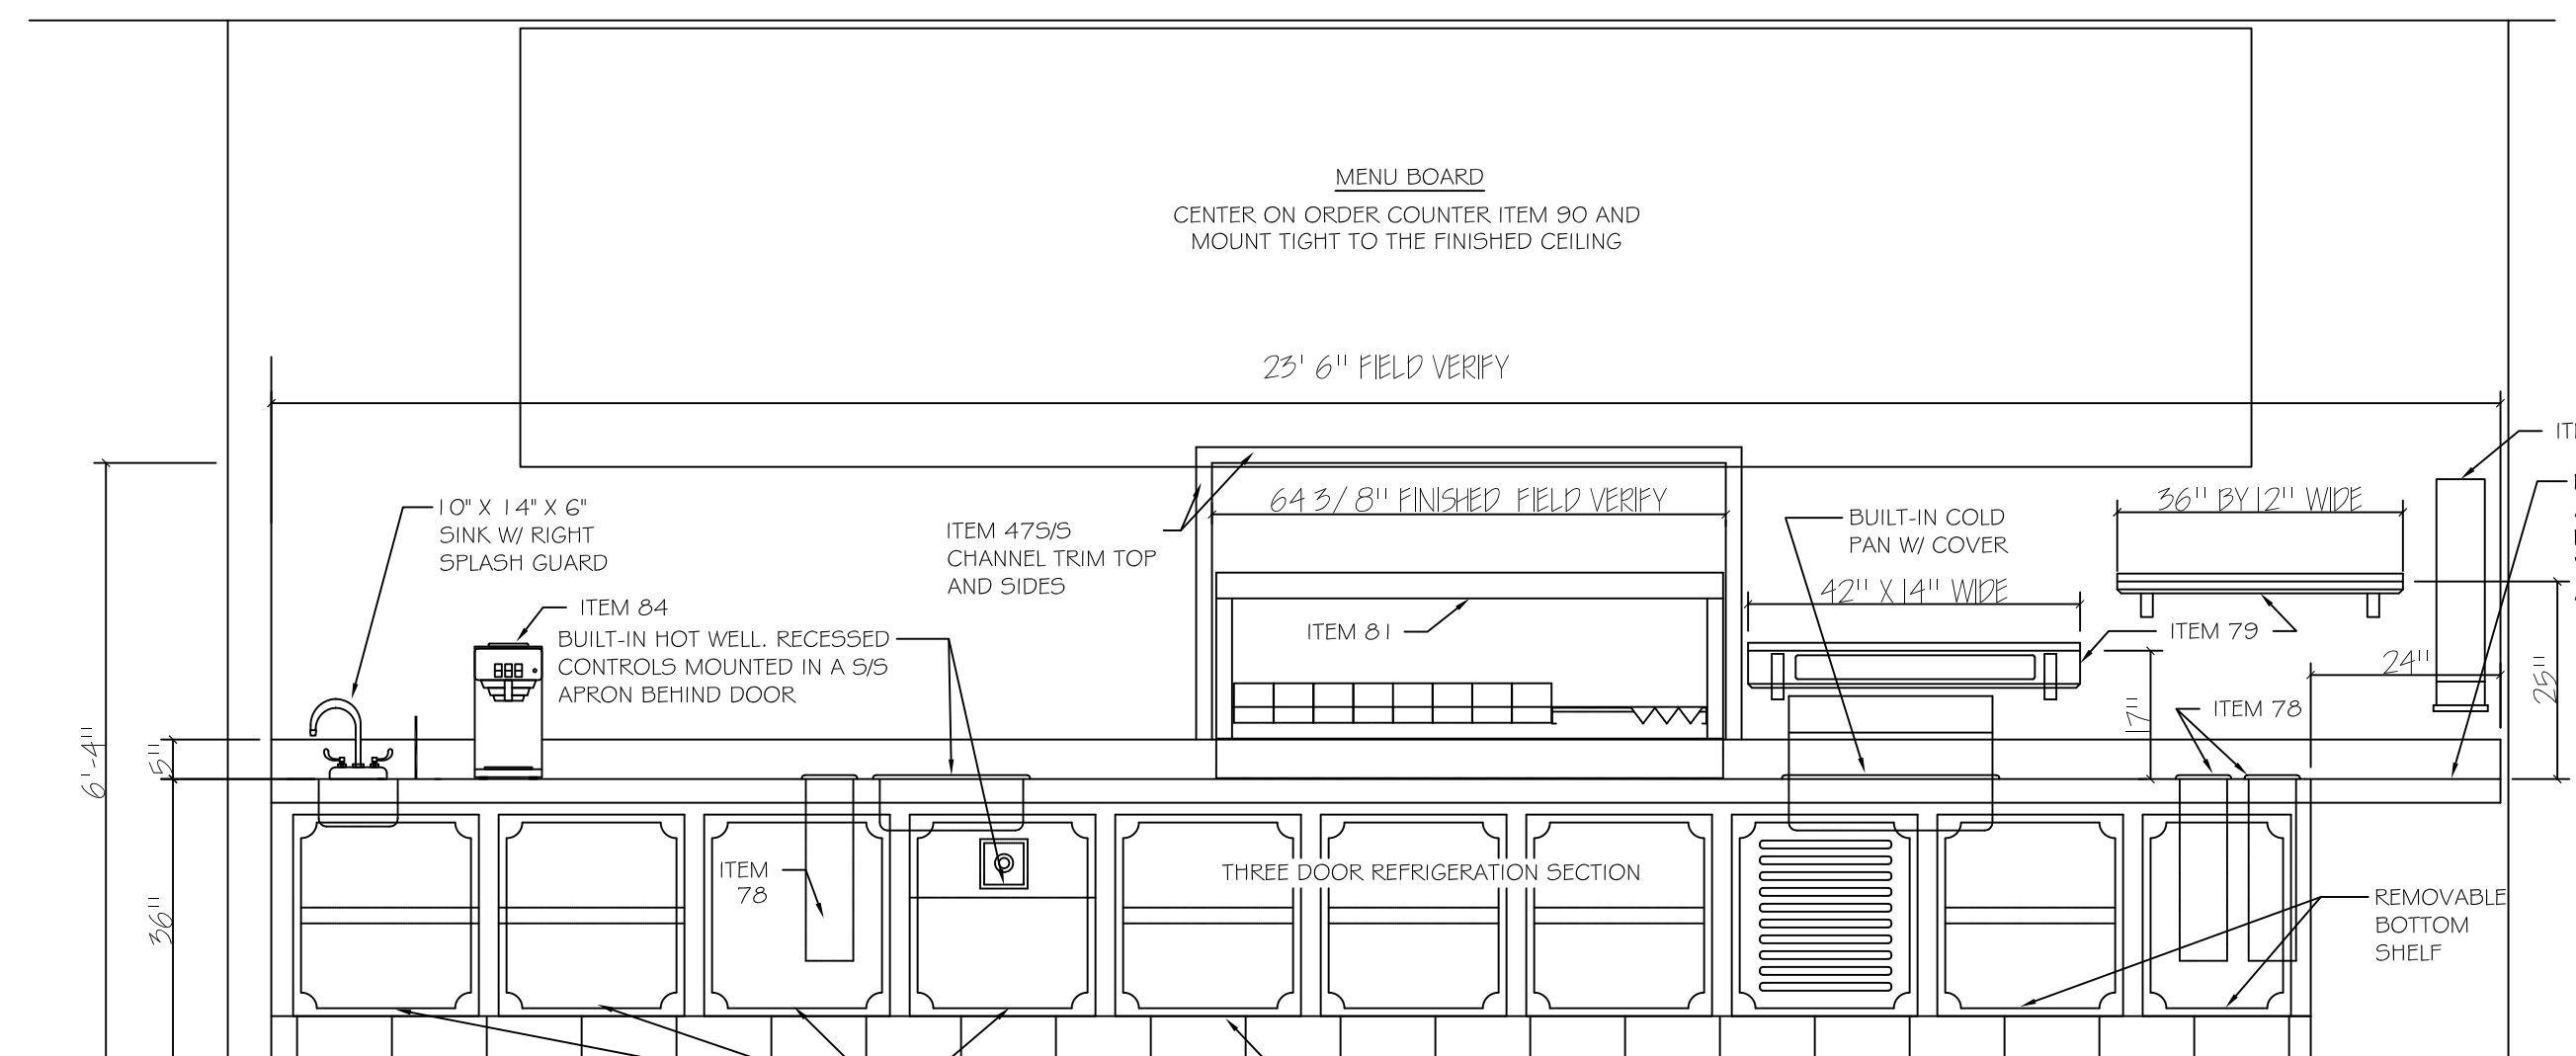 MENU BOARD
CENTER ON ORDER COUNTER ITEM 90 AND
MOUNT TIGHT TO THE FINISHED CEILING
23' 6" FIELD VERIFY
10" X 14" X 6"
SINK W/ RIGHT
SPLASH GUARD
ITEM 47S/S
CHANNEL TRIM TOP
AND SIDES
64 3/8" FINISHED FIELD VERIFY
BUILT-IN COLD
PAN W/ COVER
36" BY 12" WIDE
42" X 14" WIDE
ITEM 84
BUILT-IN HOT WELL. RECESSED
CONTROLS MOUNTED IN A S/S
APRON BEHIND DOOR
ITEM 81
ITEM 79
24"
25"
17"
ITEM 78
6'-4"
5"
36"
ITEM
78
THREE DOOR REFRIGERATION SECTION
REMOVABLE
BOTTOM
SHELF